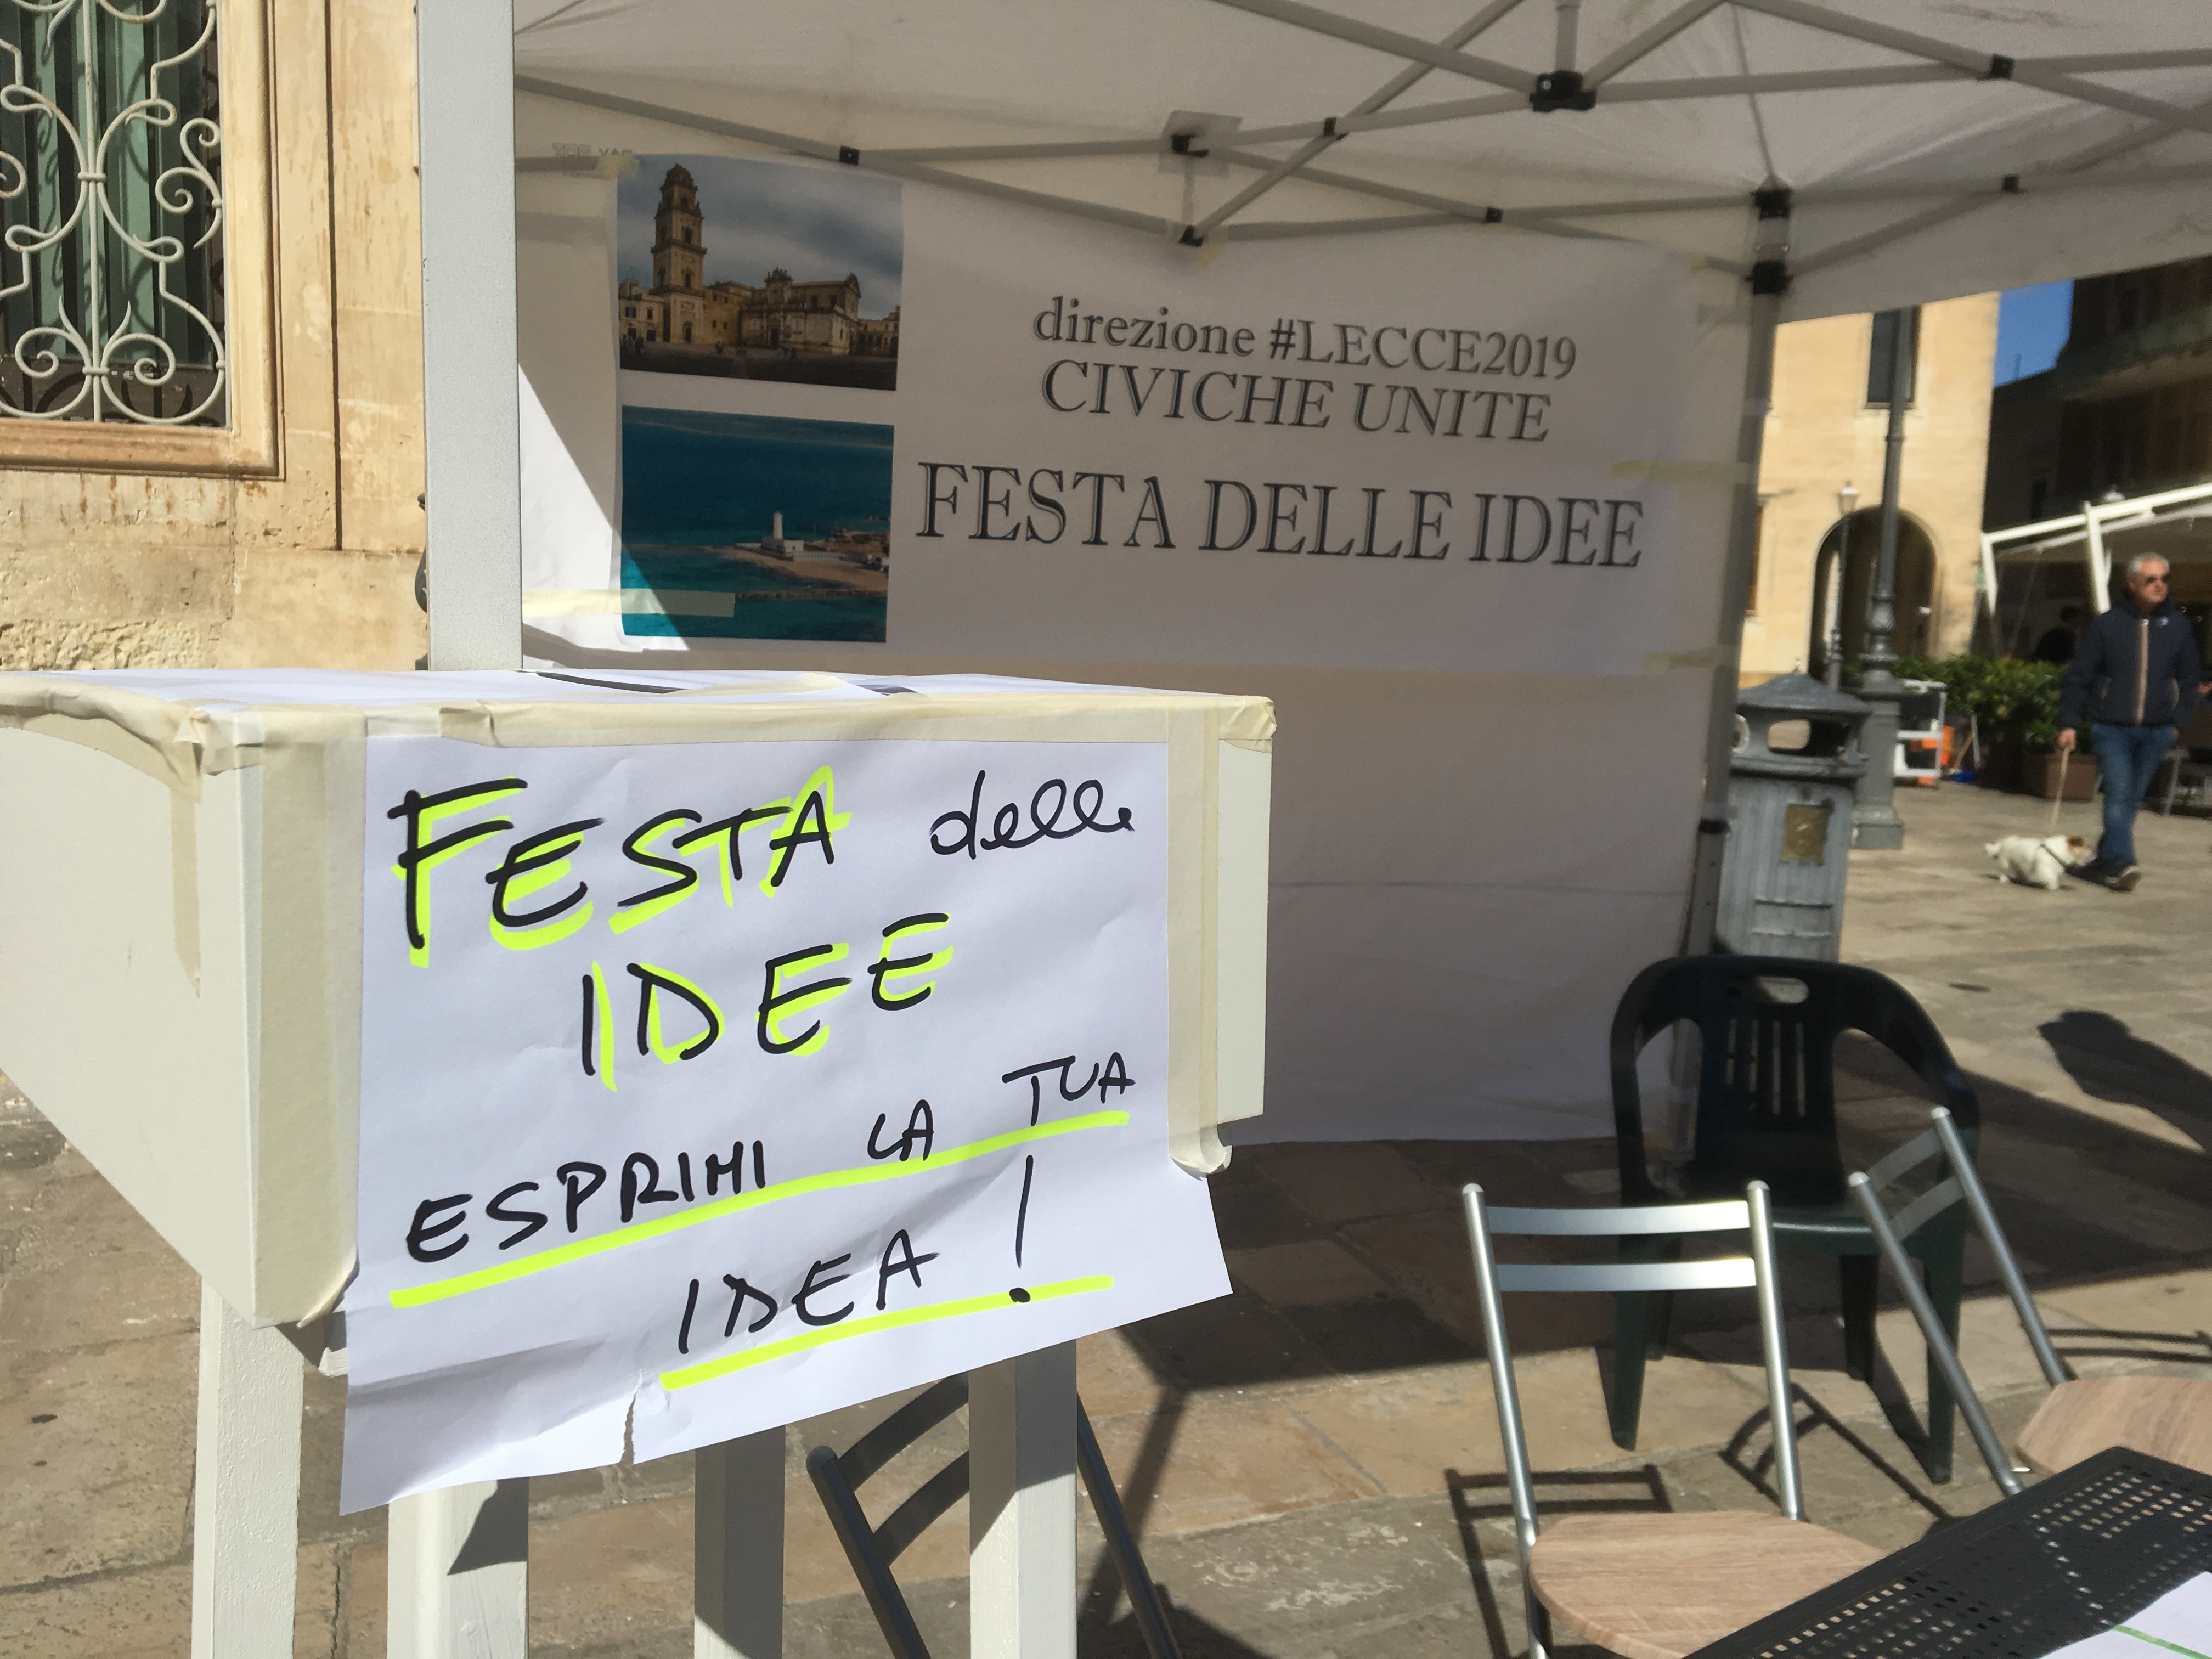 direzione #LECCE2019
CIVICHE UNITE
FESTA DELLE IDEE
FESTA delle
IDEE
ESPRIMI LA TUA
IDEA!